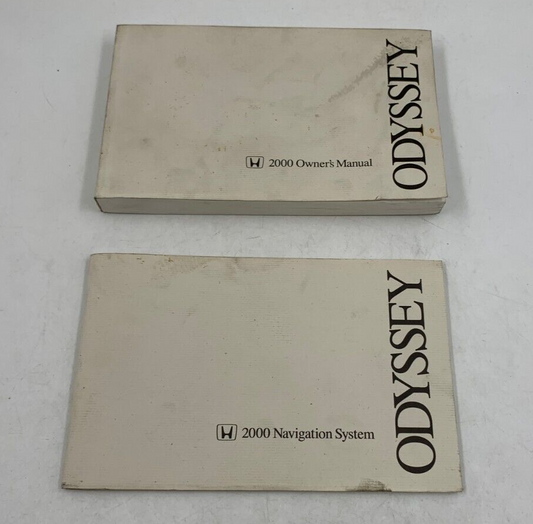 2000 Owner's Manual
ODYSSEY
2000 Navigation System
ODYSSEY